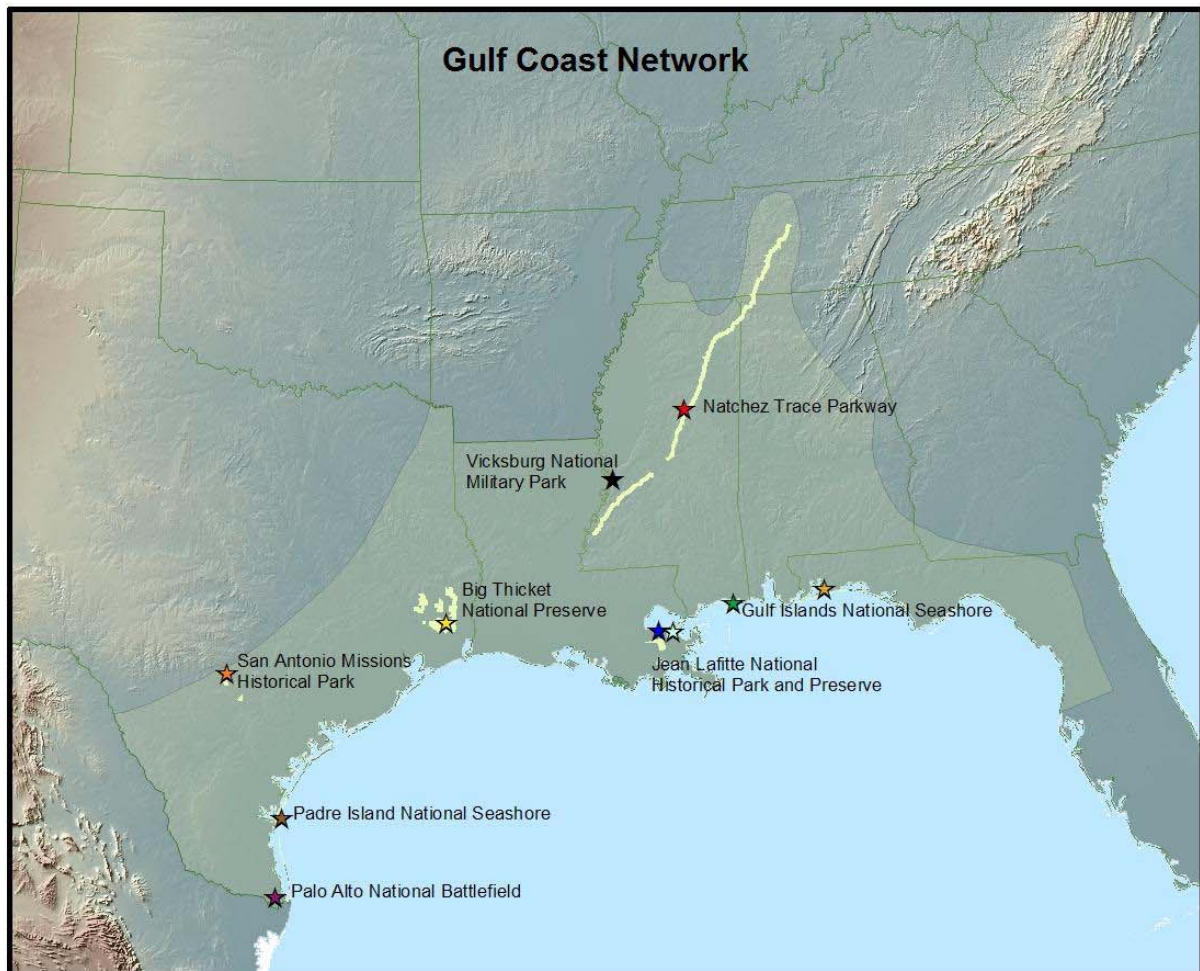 Gulf Coast Network
Natchez Trace Parkway
Vicksburg National
Military Park
Big Thicket
National Preserve
Gulf Islands National Seashore
San Antonio Missions
Historical Park
Jean Lafitte National
Historical Park and Preserve
Padre Island National Seashore
Palo Alto National Battlefield